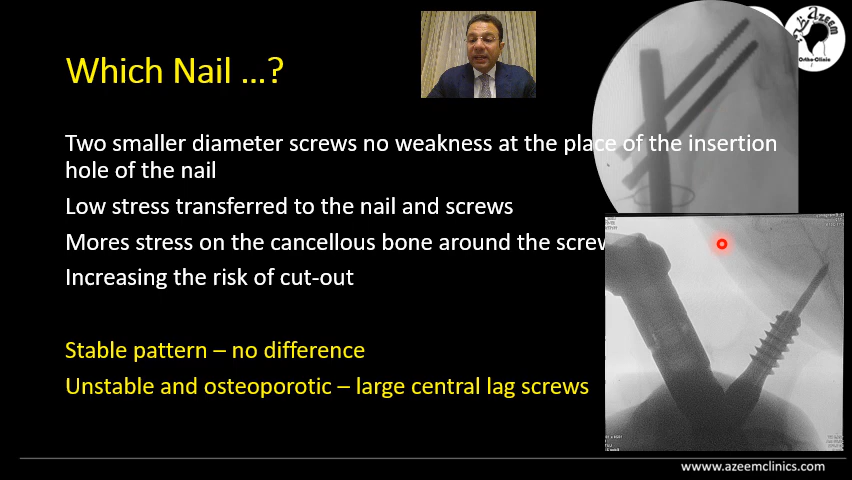 Which Nail ...?
Azeem
Ortho-Clinic
Two smaller diameter screws no weakness at the place of the insertion
hole of the nail
Low stress transferred to the nail and screws
Mores stress on the cancellous bone around the screw
Increasing the risk of cut-out
Stable pattern – no difference
Unstable and osteoporotic – large central lag screws
www.azeemclinics.com